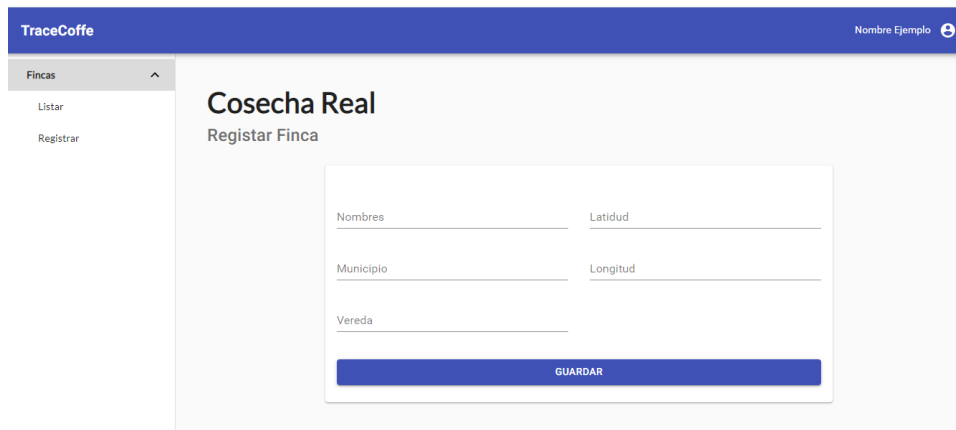 TraceCoffe
Nombre Ejemplo
Fincas
Listar
Registrar
Cosecha Real
Registar Finca
Nombres
Latidud
Municipio
Longitud
Vereda
GUARDAR